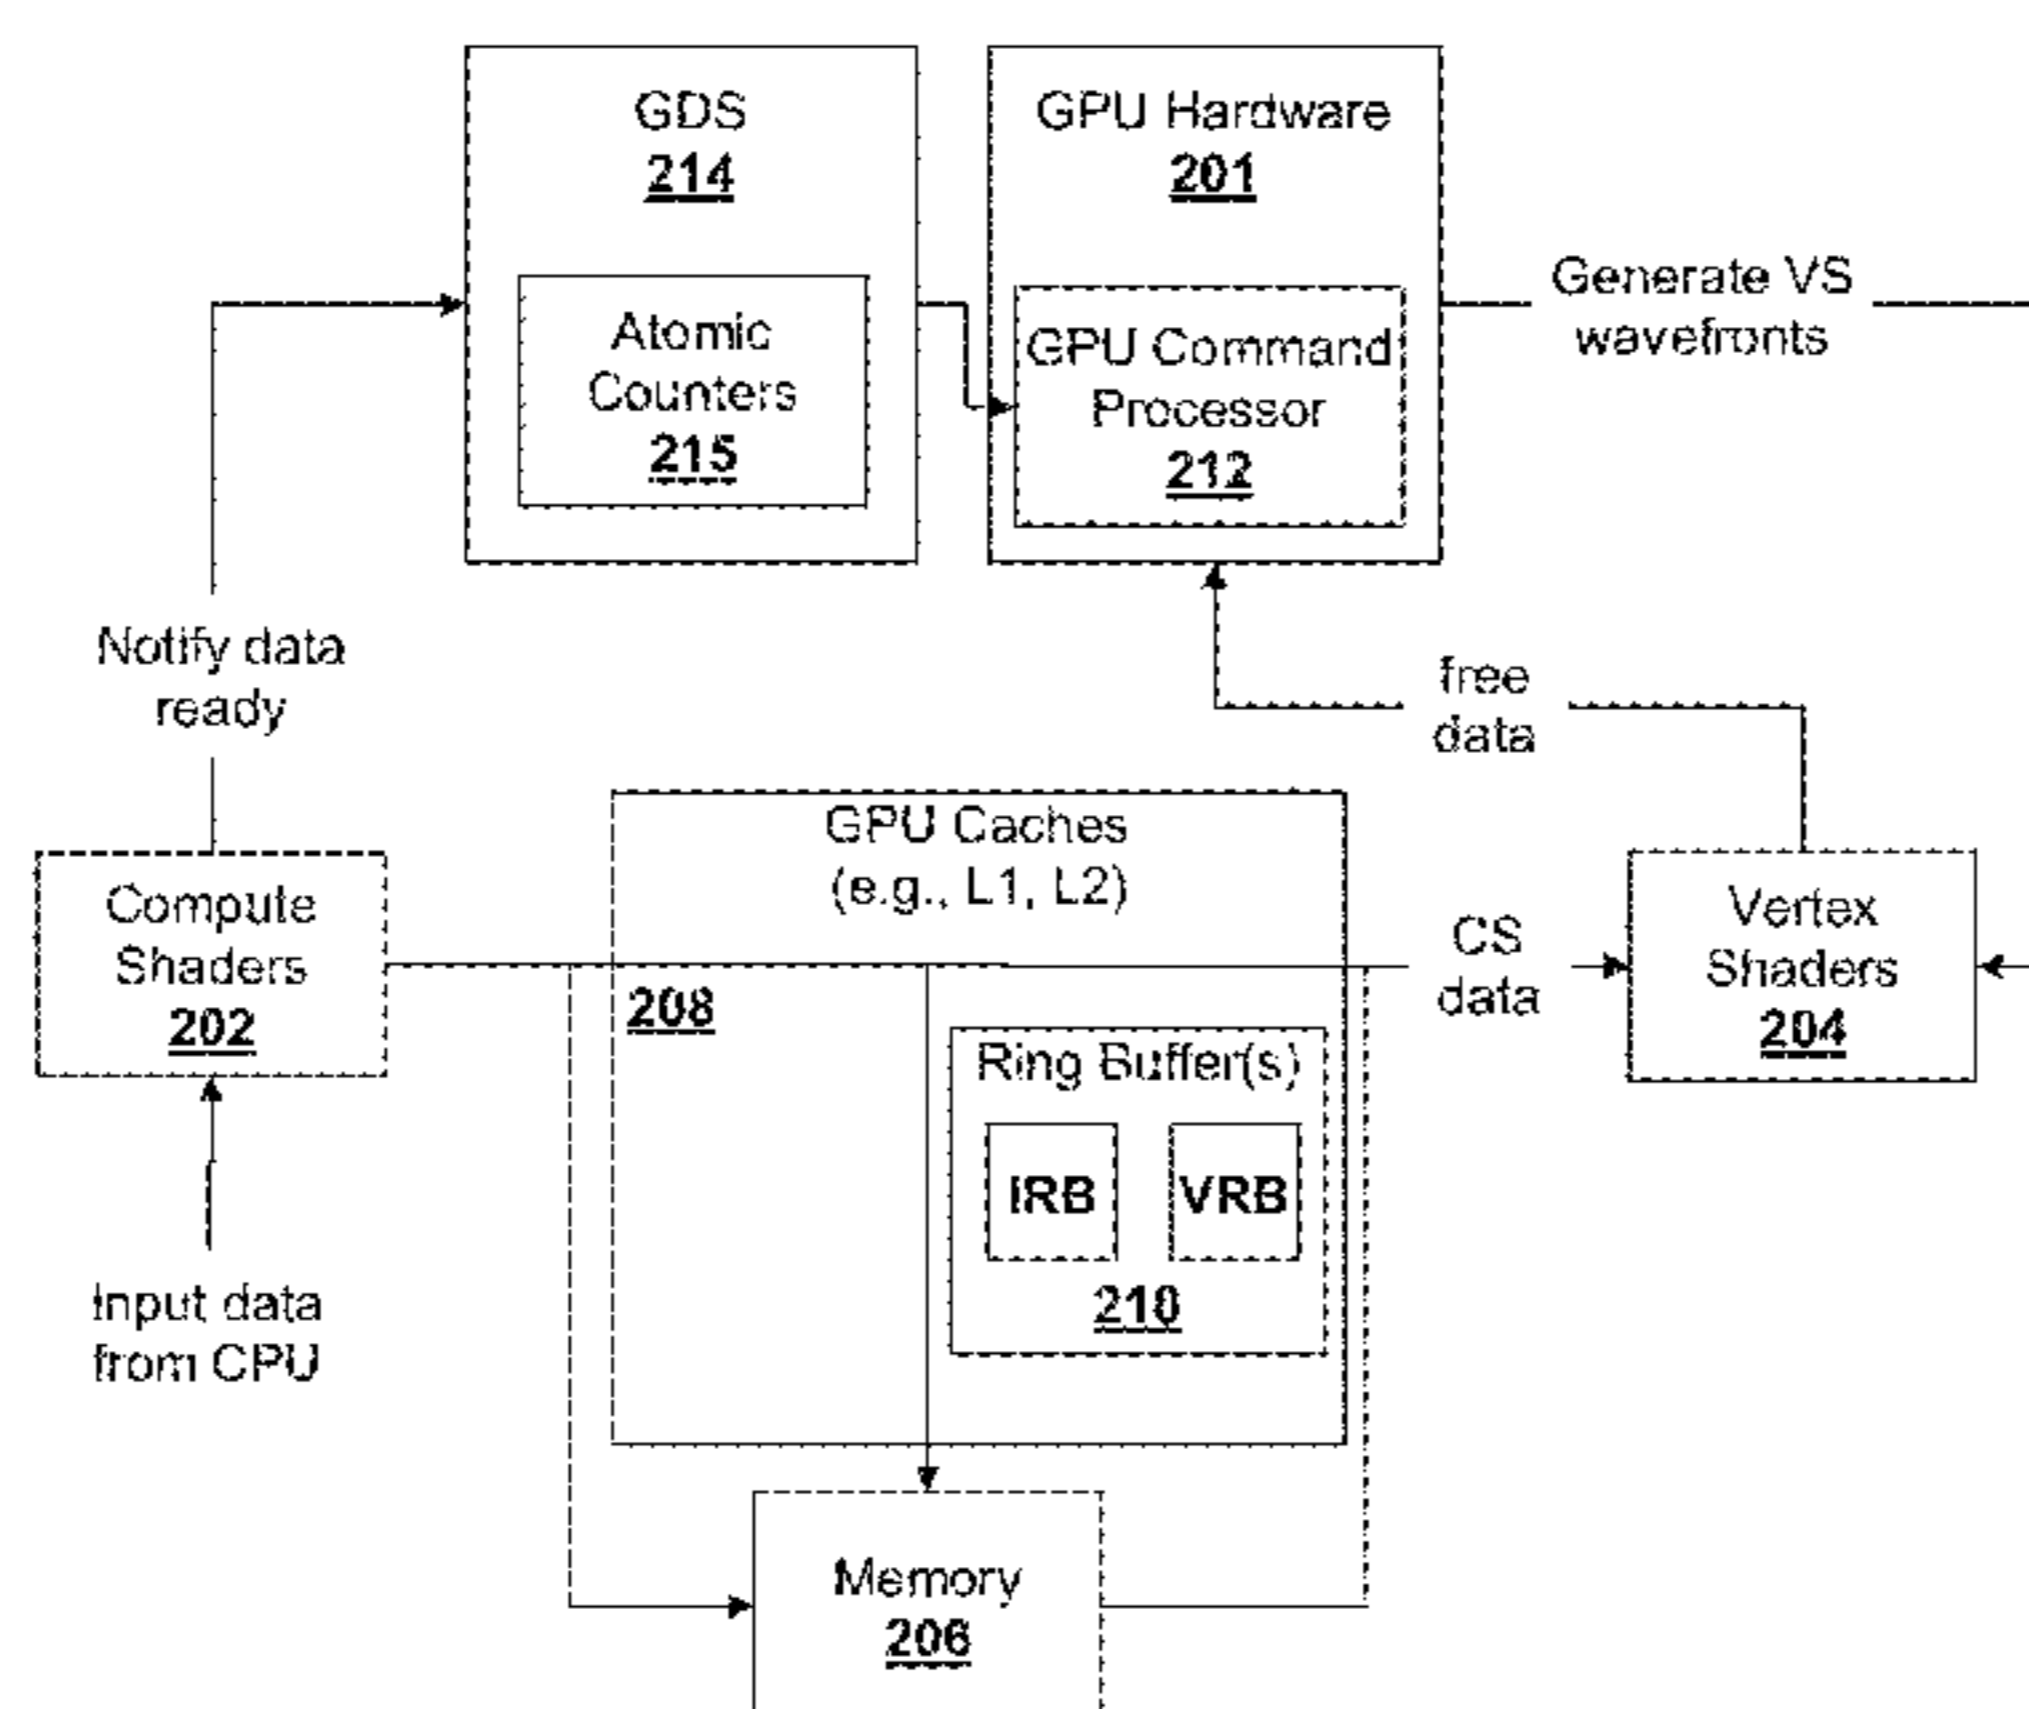 GDS
214
Atomic
Counters
215
GPU Hardware
201
GPU Command
Processor
212
Generate VS
wavefronts
Notify data
ready
free
data
Compute
Shaders
202
GPU Caches
(e.g., L1, L2)
208
Ring Buffer(s)
IRB
VRB
210
CS
data
Vertex
Shaders
204
Input data
from CPU
Memory
206